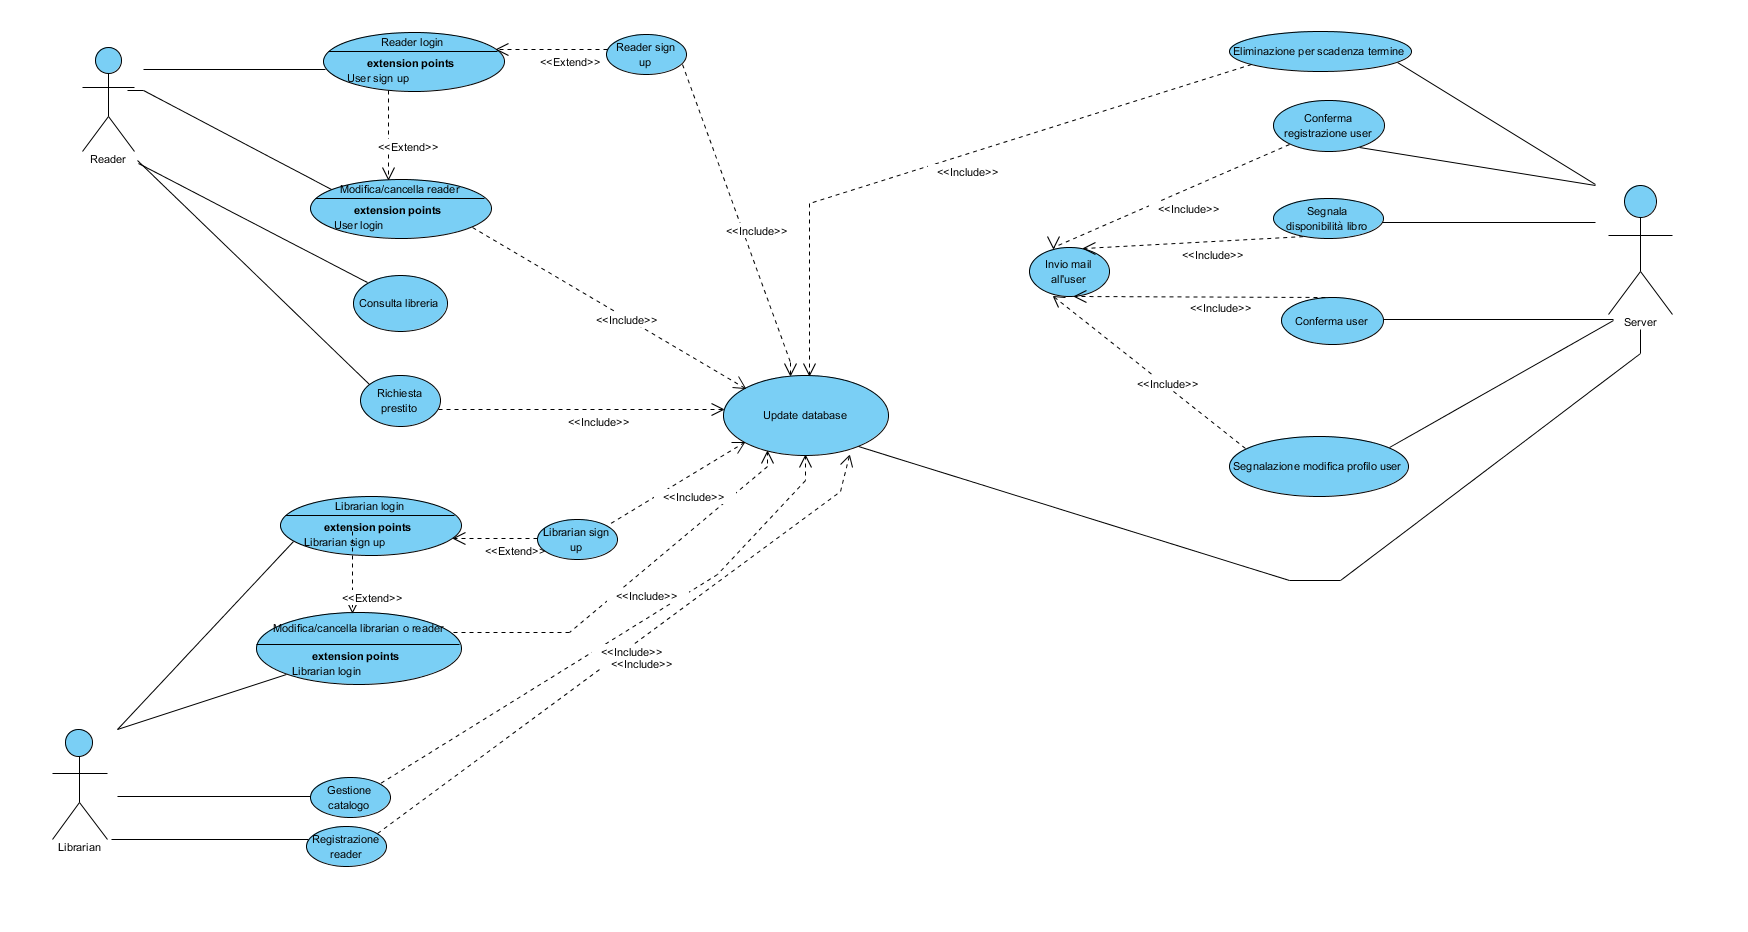 Reader login
extension points
User sign up
<<Extend>>
Reader sign
up
Reader
<<Extend>>
Modifica/cancella reader
extension points
User login
<<Include>>
<<Include>>
Consulta libreria
Richiesta
prestito
<<Include>>
Update database
Eliminazione per scadenza termine
<<Include>>
Conferma
registrazione user
<<Include>>
Segnala
disponibilità libro
<<Include>>
Invio mail
all'user
<<Include>>
Conferma user
Server
<<Include>>
Segnalazione modifica profilo user
Librarian login
extension points
Librarian sign up
<<Extend>>
Librarian sign
up
<<Include>>
<<Extend>>
Modifica/cancella librarian o reader
extension points
Librarian login
<<Include>>
<<Include>>
<<Include>>
Librarian
Gestione
catalogo
Registrazione
reader